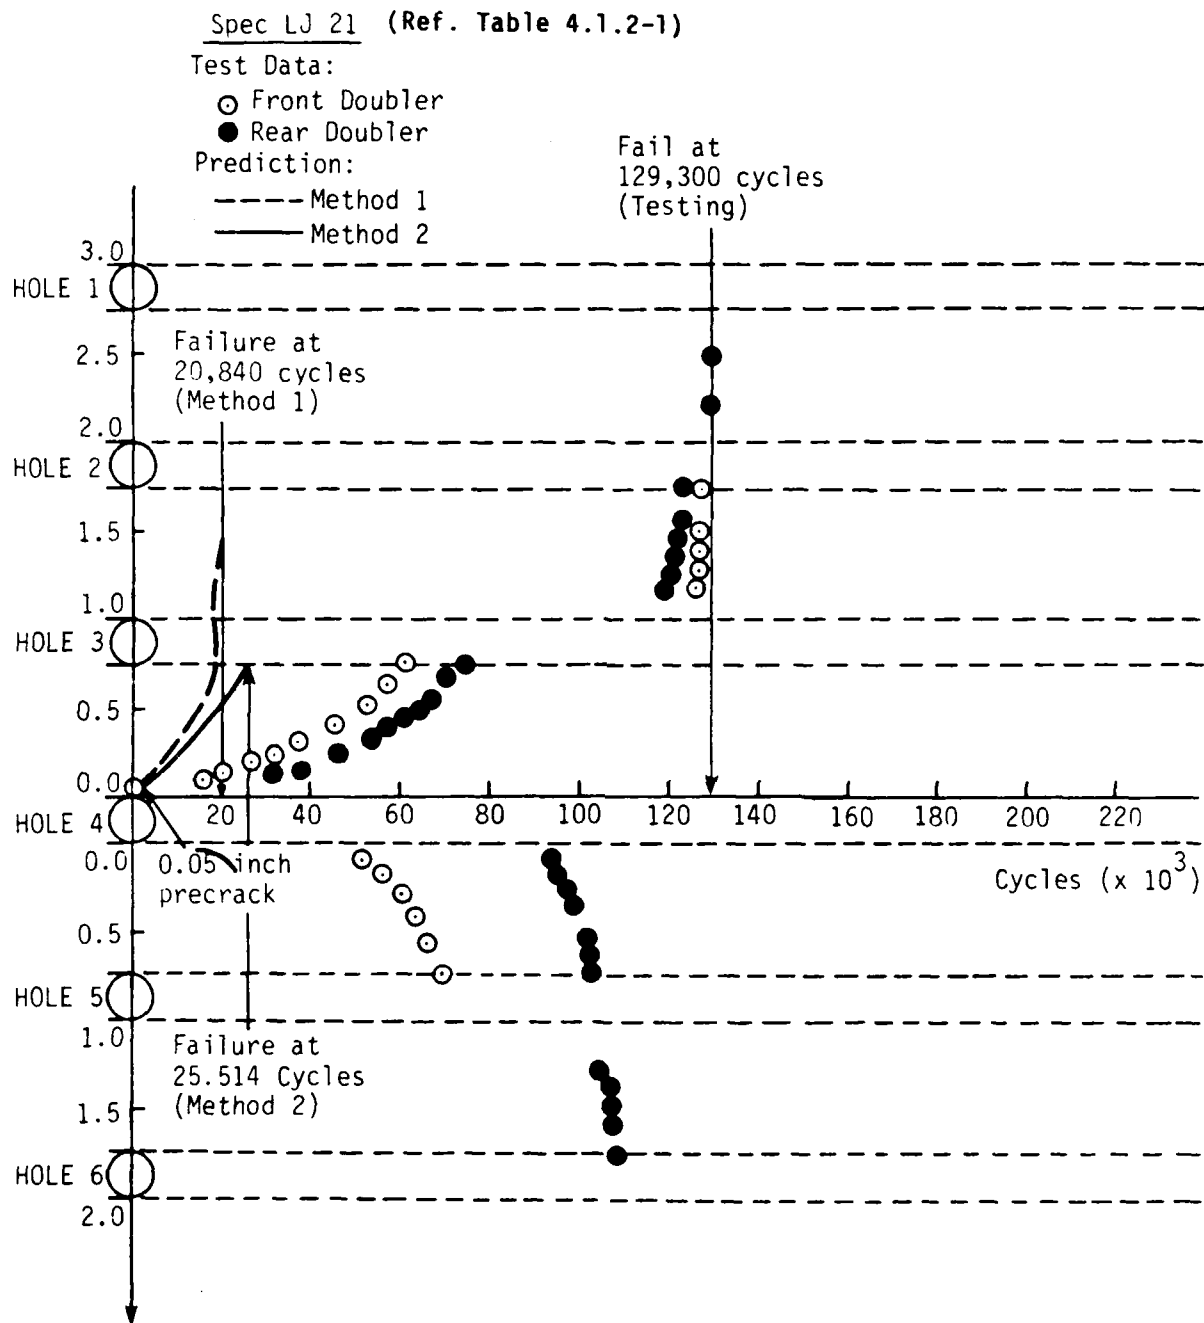 Spec LJ 21 (Ref. Table 4.1.2-1)
Test Data:
Front Doubler
Rear Doubler
Prediction:
Method 1
Method 2
Fail at
129,300 cycles
(Testing)
3.0
HOLE 1
Failure at
20,840 cycles
(Method 1)
2.5
2.0
HOLE 2
1.5
1.0
HOLE 3
0.5
0.0
20 40 60 80 100 120 140 160 180 200 220
HOLE 4
0.0
0.05 inch
precrack
Cycles (x 10³)
0.5
HOLE 5
1.0
Failure at
25.514 Cycles
(Method 2)
1.5
HOLE 6
2.0